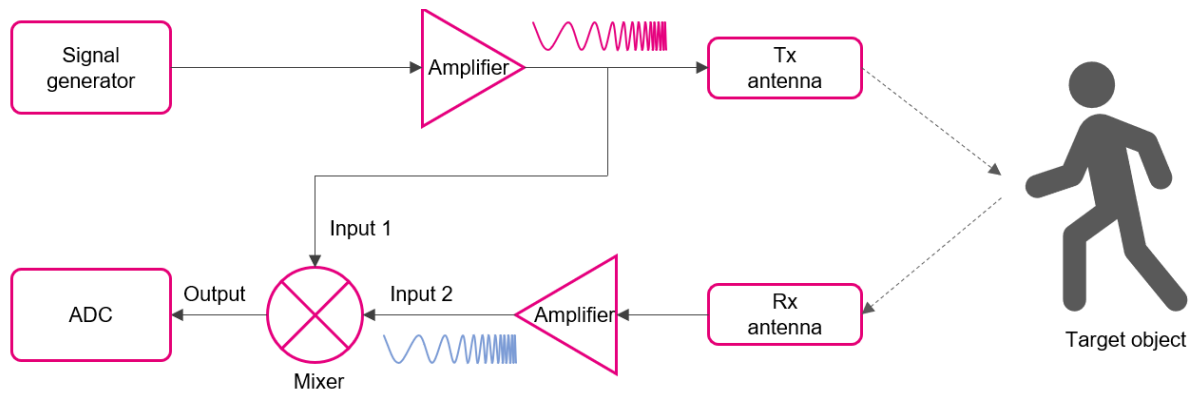 Signal
generator
Amplifier
Tx
antenna
Input 1
ADC
Output
Mixer
Input 2
Amplifier
Rx
antenna
Target object